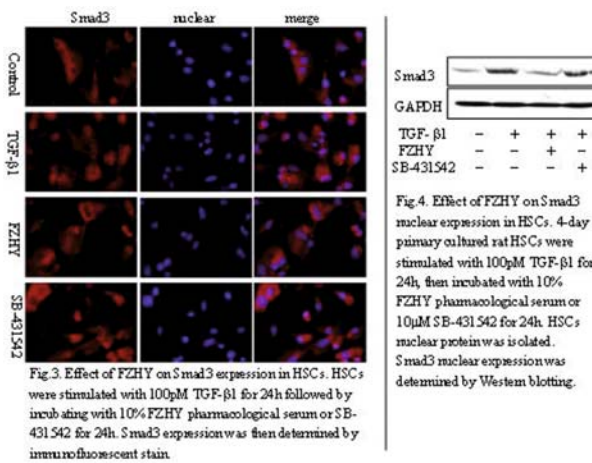 Smad3 nuclear merge
Control
TGF-β1
FZHY
SB-431542
Fig.3. Effect of FZHY on Smad3 expression in HSCs. HSCs
were stimulated with 100pM TGF-β1 for 24h followed by
incubating with 10% FZHY pharmacological serum or SB-
431542 for 24h. Smad3 expression was then determined by
immunofluorescent stain.
Smad3
GAPDH
TGF- β1 – + + +
FZHY – – + –
SB-431542 – – – +
Fig.4. Effect of FZHY on Smad3
nuclear expression in HSCs. 4-day
primary cultured rat HSCs were
stimulated with 100pM TGF-β1 for
24h, then incubated with 10%
FZHY pharmacological serum or
10μM SB-431542 for 24h. HSCs
nuclear protein was isolated.
Smad3 nuclear expression was
determined by Western blotting.